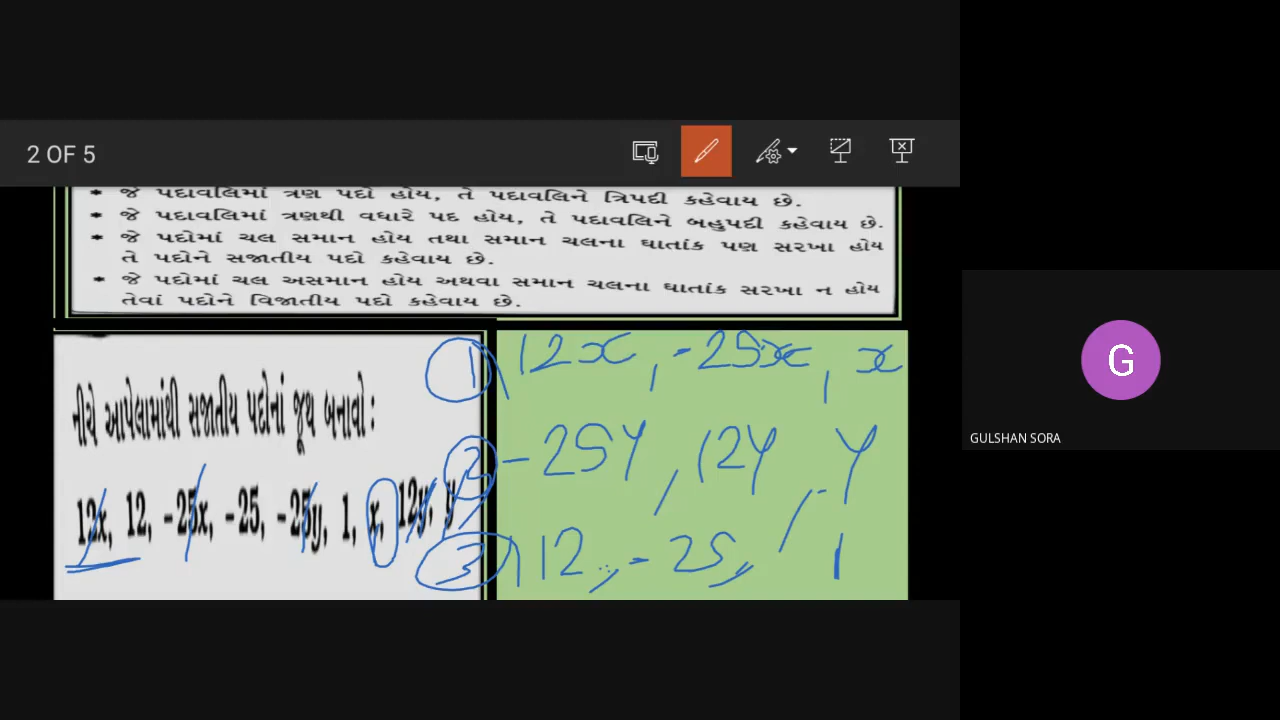 2 OF 5
* જે પદાવલિમાં ત્રણ પદો હોય, તે પદાવલિને ત્રિપદી કહેવાય છે.
* જે પદાવલિમાં ત્રણથી વધારે પદ હોય, તે પદાવલિને બહુપદી કહેવાય છે.
* જે પદોમાં ચલ સમાન હોય તથા સમાન ચલના ઘાતાંક પણ સરખા હોય
તે પદોને સજાતીય પદો કહેવાય છે.
* જે પદોમાં ચલ અસમાન હોય અથવા સમાન ચલના ઘાતાંક સરખા ન હોય
તેવાં પદોને વિજાતીય પદો કહેવાય છે.
નીચે આપેલામાંથી સજાતીય પદોનાં જૂથ બનાવો :
12x, 12, -25x, -25, -25y, 1, x, 12y, y
1) 12x, -25x, x
2) -25y, 12y, y
3) 12, -25, 1
G
GULSHAN SORA